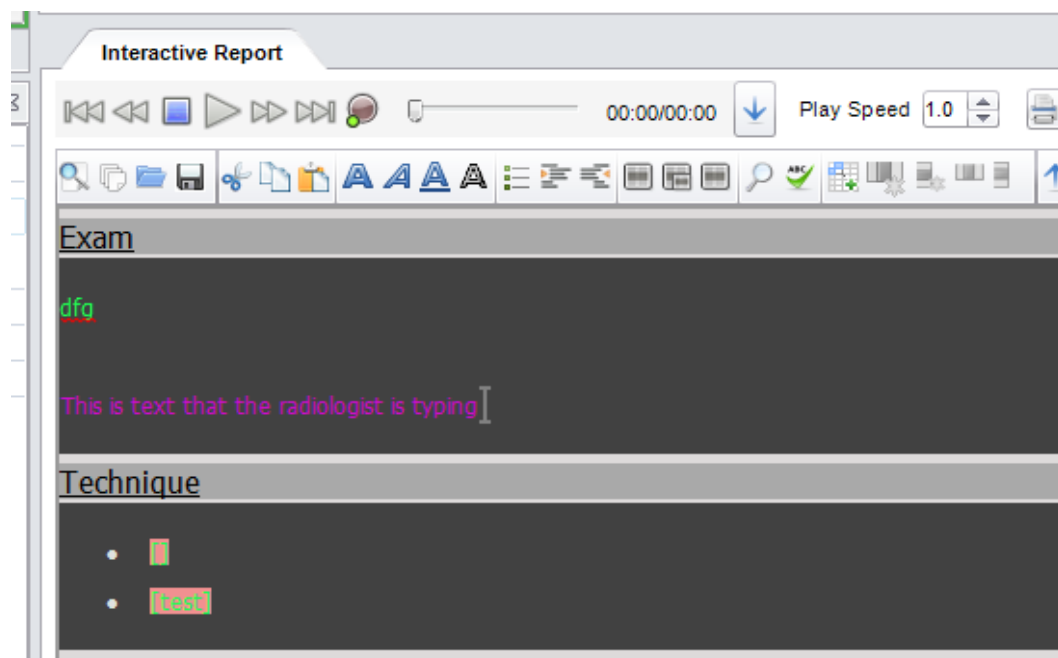 Interactive Report
00:00/00:00 Play Speed 1.0
A A A A ABC
Exam
dfg
This is text that the radiologist is typing
Technique
• []
• [test]